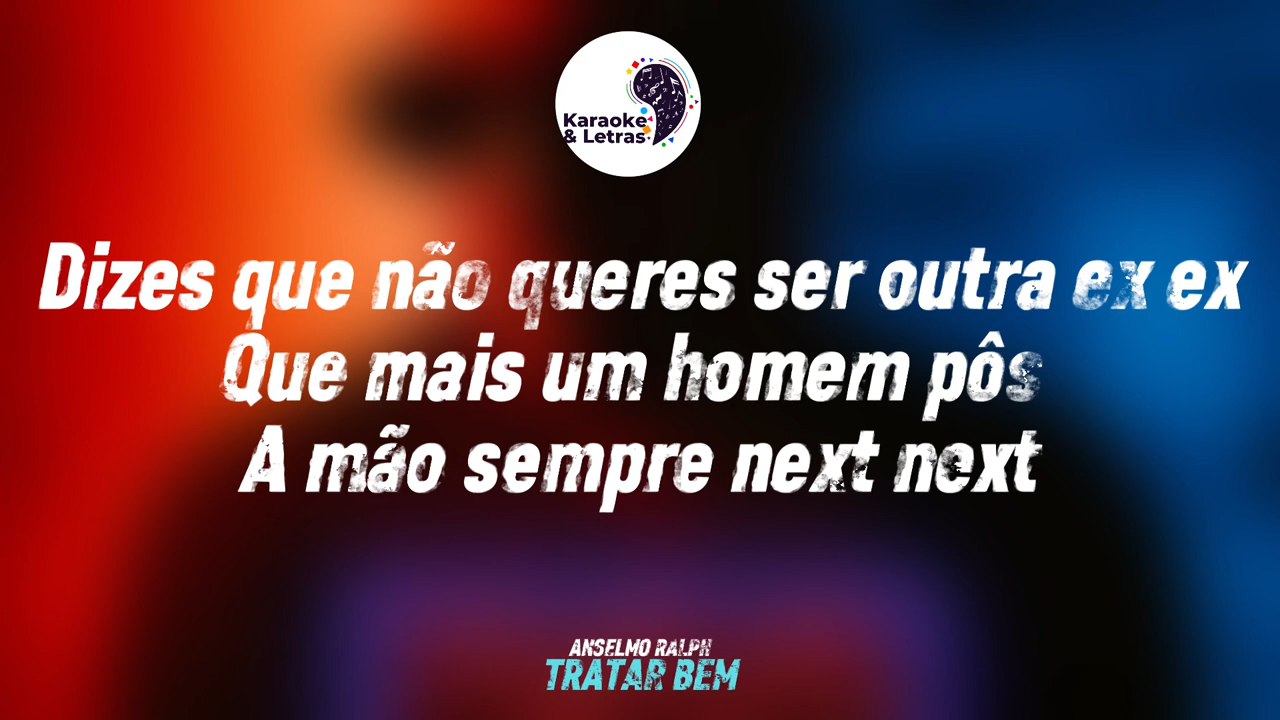 Karaoke
& Letras
Dizes que não queres ser outra ex ex
Que mais um homem pôs
A mão sempre next next
ANSELMO RALPH
TRATAR BEM